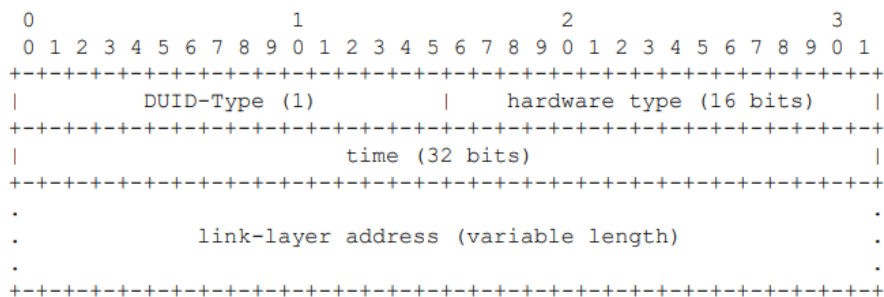 0                   1                   2                   3
 0 1 2 3 4 5 6 7 8 9 0 1 2 3 4 5 6 7 8 9 0 1 2 3 4 5 6 7 8 9 0 1
+-+-+-+-+-+-+-+-+-+-+-+-+-+-+-+-+-+-+-+-+-+-+-+-+-+-+-+-+-+-+-+-+
|         DUID-Type (1)         |    hardware type (16 bits)    |
+-+-+-+-+-+-+-+-+-+-+-+-+-+-+-+-+-+-+-+-+-+-+-+-+-+-+-+-+-+-+-+-+
|                        time (32 bits)                         |
+-+-+-+-+-+-+-+-+-+-+-+-+-+-+-+-+-+-+-+-+-+-+-+-+-+-+-+-+-+-+-+-+
.                                                               .
.             link-layer address (variable length)              .
.                                                               .
+-+-+-+-+-+-+-+-+-+-+-+-+-+-+-+-+-+-+-+-+-+-+-+-+-+-+-+-+-+-+-+-+